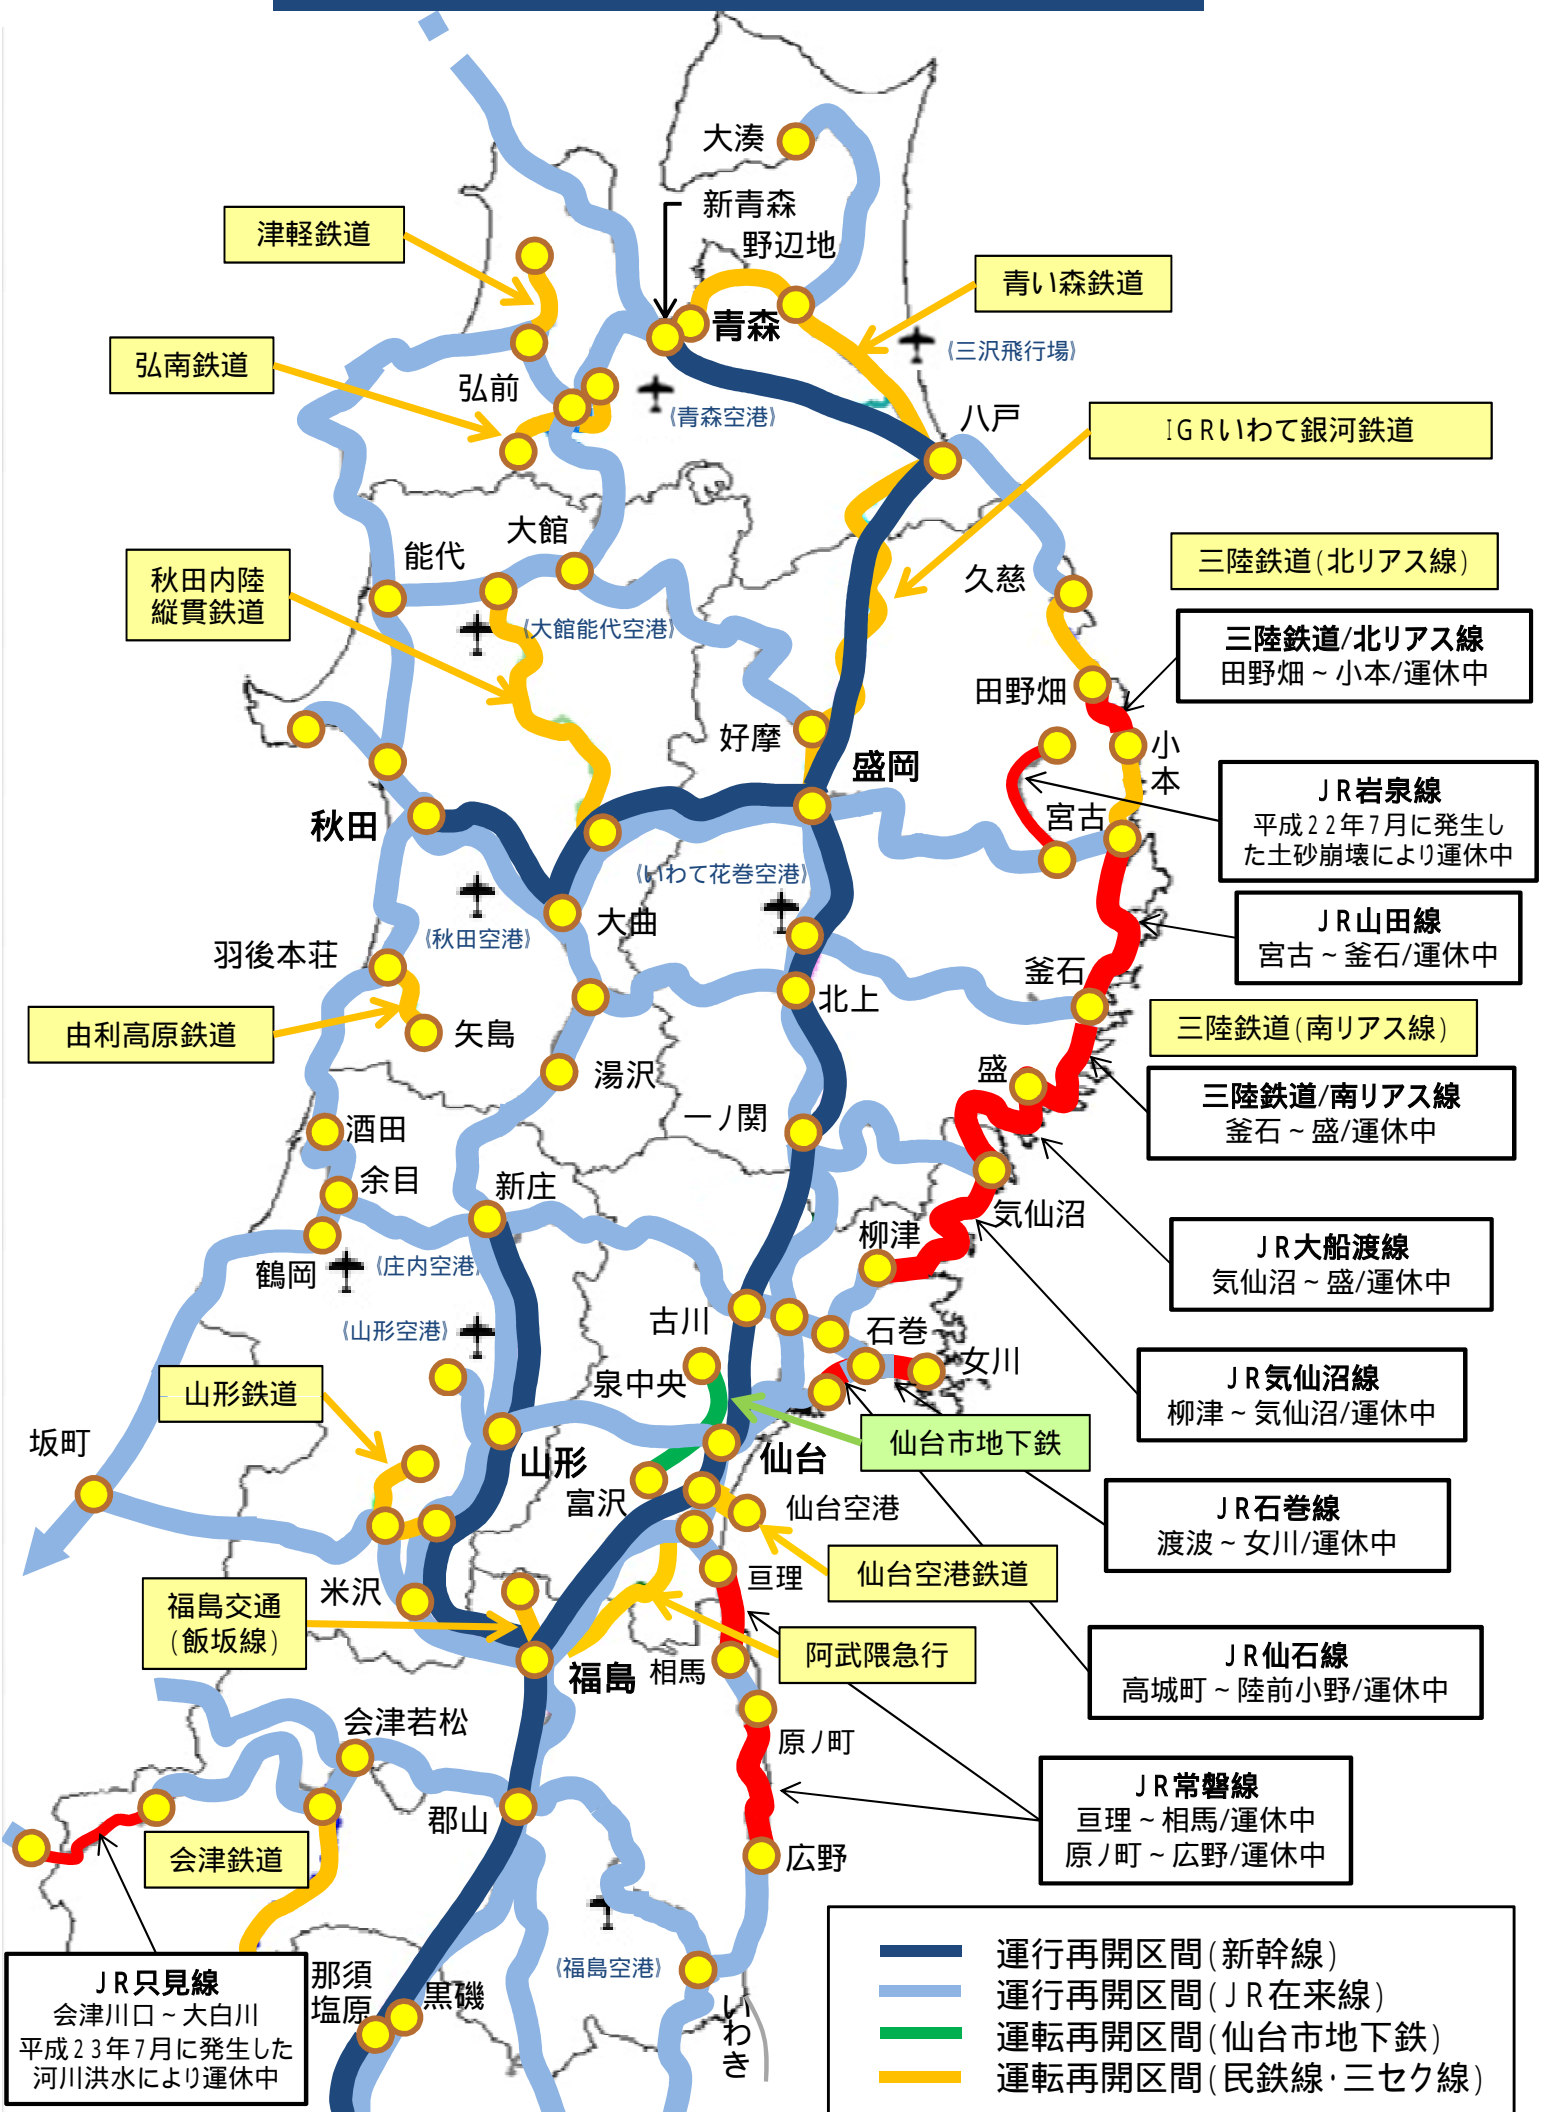 大湊
新青森
野辺地
津軽鉄道
青い森鉄道
青森
(三沢飛行場)
弘南鉄道
弘前
(青森空港)
八戸
IGRいわて銀河鉄道
大館
能代
秋田内陸
縦貫鉄道
(大館能代空港)
久慈
三陸鉄道(北リアス線)
三陸鉄道/北リアス線
田野畑~小本/運休中
田野畑
好摩
盛岡
小本
JR岩泉線
平成22年7月に発生し
た土砂崩壊により運休中
宮古
秋田
(いわて花巻空港)
大曲
(秋田空港)
JR山田線
宮古~釜石/運休中
羽後本荘
釜石
北上
由利高原鉄道
矢島
三陸鉄道(南リアス線)
湯沢
盛
三陸鉄道/南リアス線
釜石~盛/運休中
一ノ関
酒田
余目
新庄
気仙沼
柳津
JR大船渡線
気仙沼~盛/運休中
鶴岡
(庄内空港)
(山形空港)
古川
石巻
女川
泉中央
JR気仙沼線
柳津~気仙沼/運休中
山形鉄道
坂町
山形
仙台
仙台市地下鉄
富沢
仙台空港
JR石巻線
渡波~女川/運休中
亘理
仙台空港鉄道
米沢
福島交通
(飯坂線)
福島
相馬
阿武隈急行
JR仙石線
高城町~陸前小野/運休中
会津若松
原ノ町
JR常磐線
亘理~相馬/運休中
原ノ町~広野/運休中
郡山
会津鉄道
広野
(福島空港)
JR只見線
会津川口~大白川
平成23年7月に発生した
河川洪水により運休中
那須
塩原
黒磯
いわき
運行再開区間(新幹線)
運行再開区間(JR在来線)
運転再開区間(仙台市地下鉄)
運転再開区間(民鉄線・三セク線)